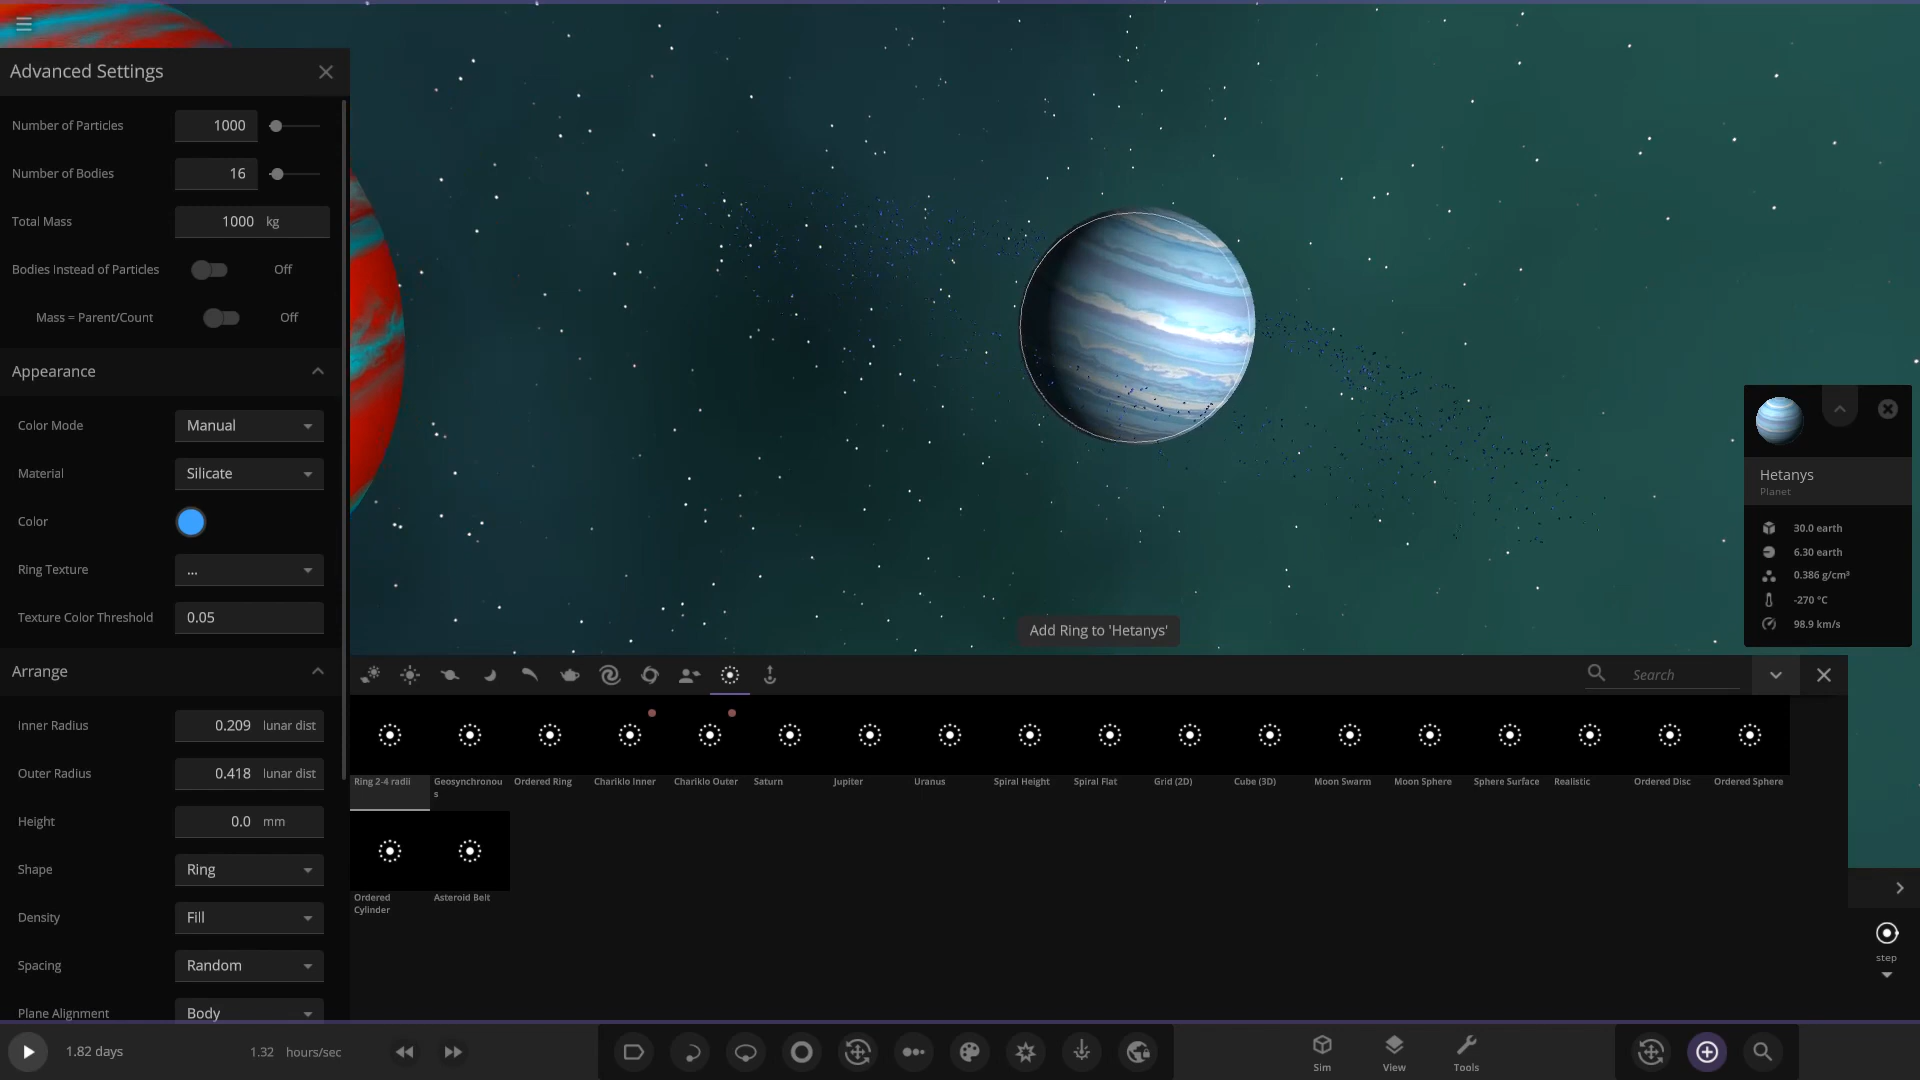 Advanced Settings
Number of Particles 1000
Number of Bodies 16
Total Mass 1000 kg
Bodies Instead of Particles Off
Mass = Parent/Count Off
Appearance
Color Mode Manual
Material Silicate
Color
Ring Texture ...
Texture Color Threshold 0.05
Arrange
Inner Radius 0.209 lunar dist
Outer Radius 0.418 lunar dist
Height 0.0 mm
Shape Ring
Density Fill
Spacing Random
Plane Alignment Body
Hetanys
Planet
30.0 earth
6.30 earth
0.386 g/cm³
-270 °C
98.9 km/s
Add Ring to 'Hetanys'
Search
Ring 2-4 radii
Geosynchronou
s
Ordered Ring
Chariklo Inner
Chariklo Outer
Saturn
Jupiter
Uranus
Spiral Height
Spiral Flat
Grid (2D)
Cube (3D)
Moon Swarm
Moon Sphere
Sphere Surface
Realistic
Ordered Disc
Ordered Sphere
Ordered
Cylinder
Asteroid Belt
step
1.82 days
1.32 hours/sec
Sim
View
Tools